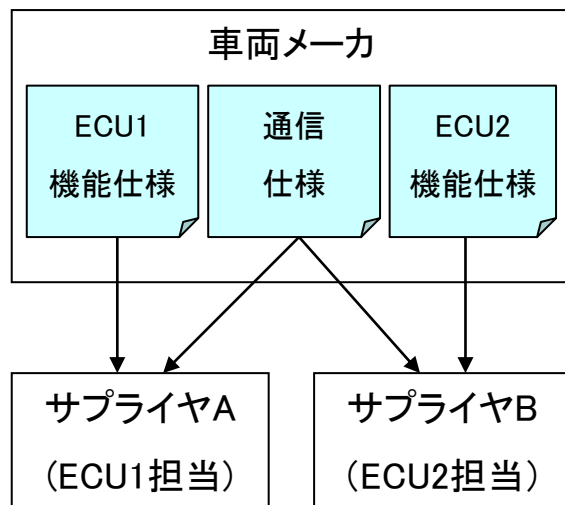 車両メーカ
ECU1
機能仕様
通信
仕様
ECU2
機能仕様
サプライヤA
(ECU1担当)
サプライヤB
(ECU2担当)